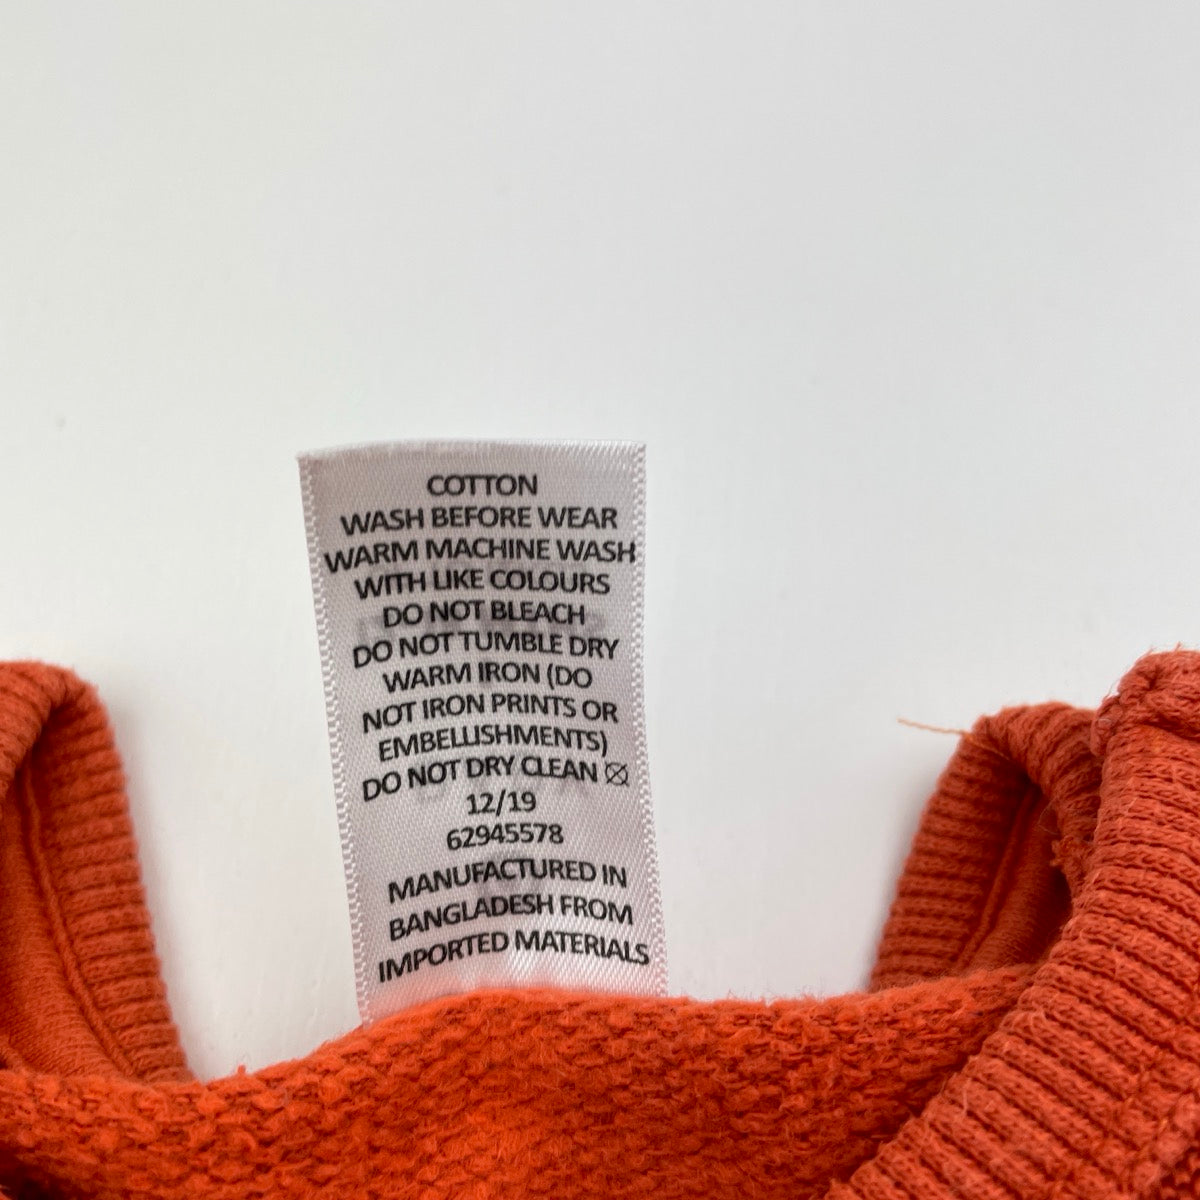 COTTON
WASH BEFORE WEAR
WARM MACHINE WASH
WITH LIKE COLOURS
DO NOT BLEACH
DO NOT TUMBLE DRY
WARM IRON (DO
NOT IRON PRINTS OR
EMBELLISHMENTS)
DO NOT DRY CLEAN
12/19
62945578
MANUFACTURED IN
BANGLADESH FROM
IMPORTED MATERIALS